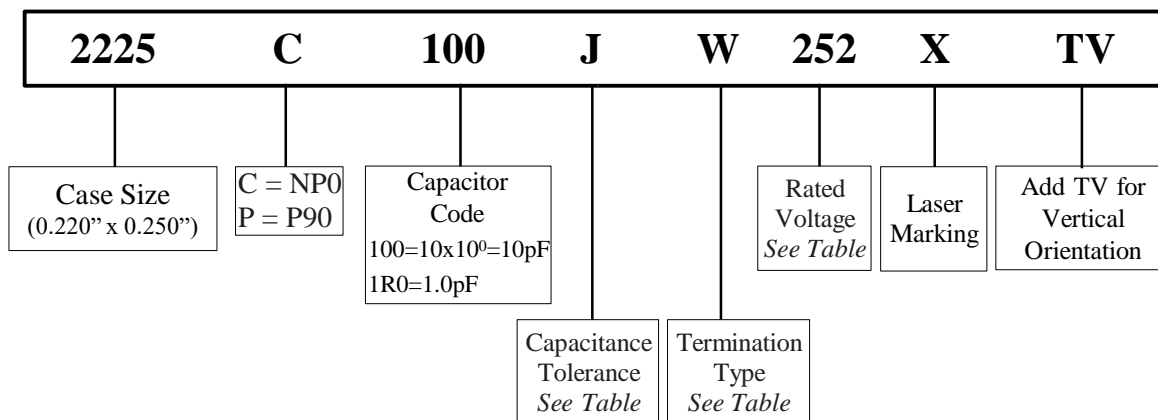 2225 C 100 J W 252 X TV
Case Size
(0.220” x 0.250”)
C = NP0
P = P90
Capacitor
Code
100=10x10⁰=10pF
1R0=1.0pF
Capacitance
Tolerance
See Table
Termination
Type
See Table
Rated
Voltage
See Table
Laser
Marking
Add TV for
Vertical
Orientation